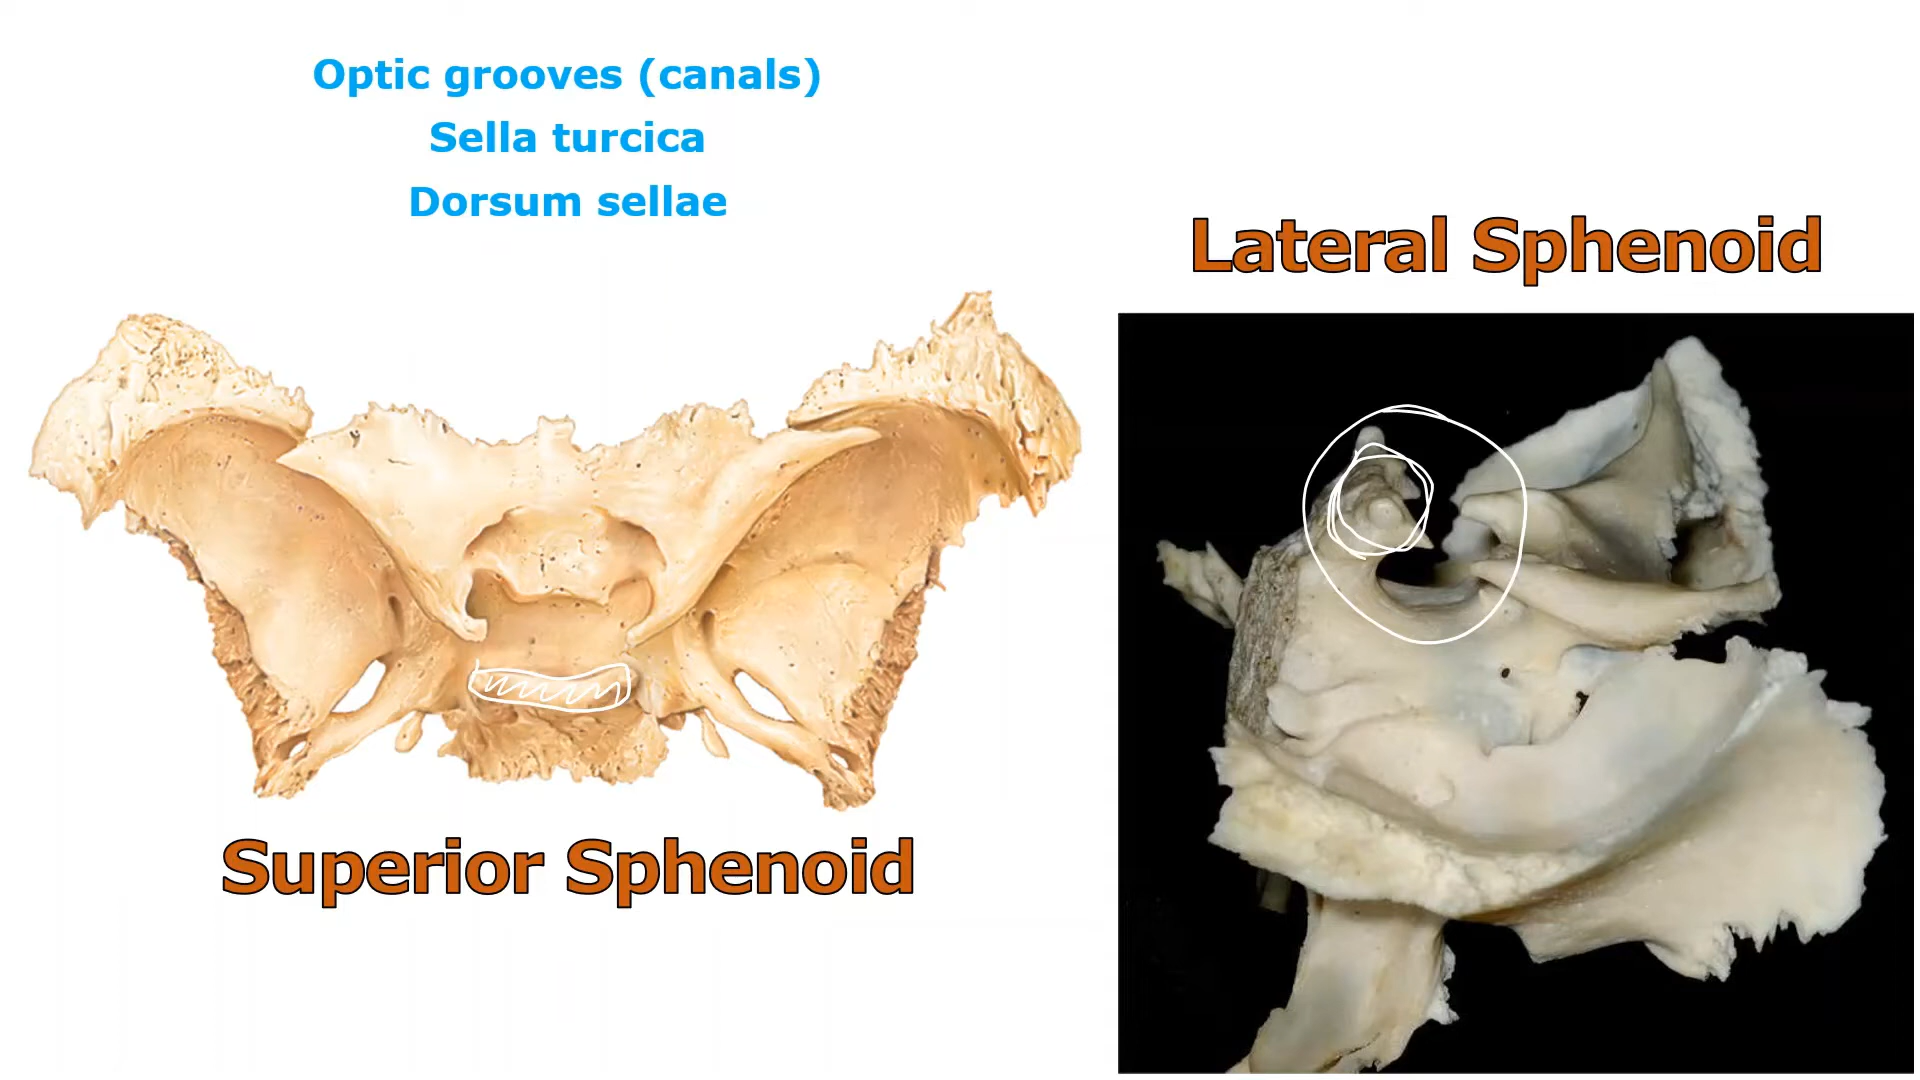 Optic grooves (canals)
Sella turcica
Dorsum sellae
Lateral Sphenoid
Superior Sphenoid